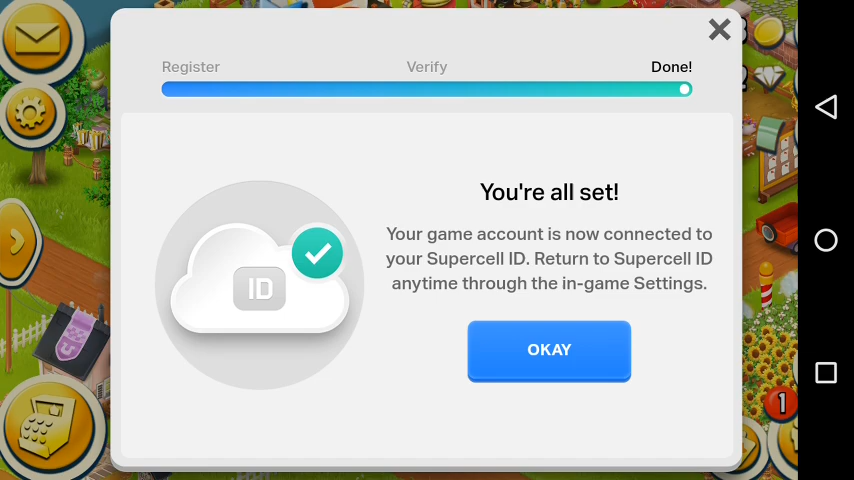 Register
Verify
Done!
You're all set!
Your game account is now connected to
your Supercell ID. Return to Supercell ID
anytime through the in-game Settings.
ID
OKAY
1